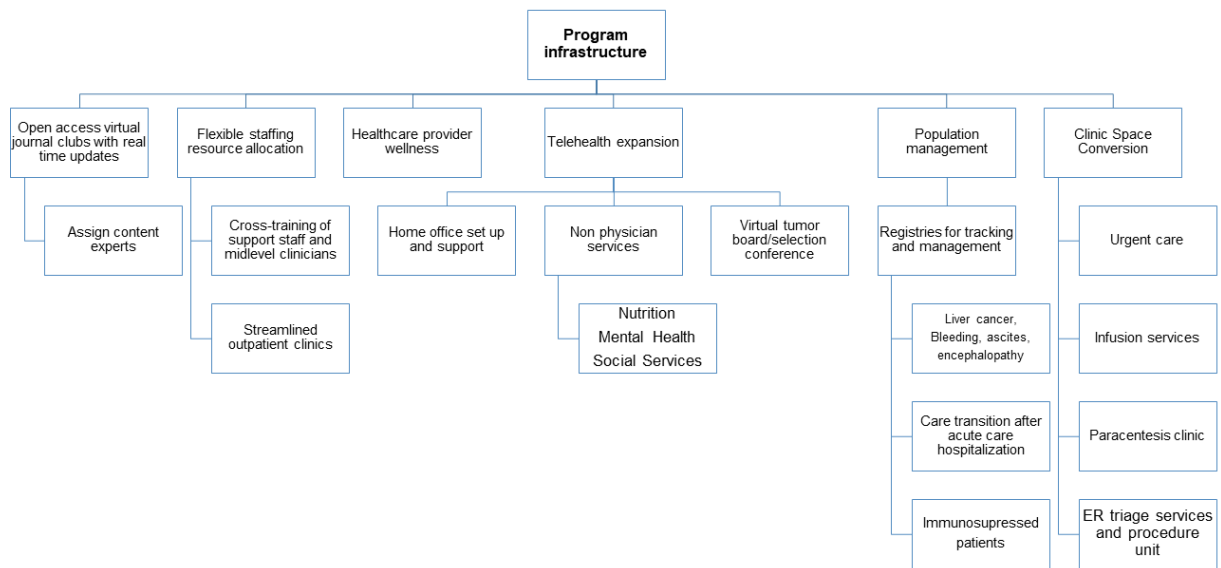 Program
infrastructure
Open access virtual
journal clubs with real
time updates
Flexible staffing
resource allocation
Healthcare provider
wellness
Telehealth expansion
Population
management
Clinic Space
Conversion
Assign content
experts
Cross-training of
support staff and
midlevel clinicians
Home office set up
and support
Non physician
services
Virtual tumor
board/selection
conference
Registries for tracking
and management
Urgent care
Streamlined
outpatient clinics
Nutrition
Mental Health
Social Services
Liver cancer,
Bleeding, ascites,
encephalopathy
Infusion services
Care transition after
acute care
hospitalization
Paracentesis clinic
Immunosupressed
patients
ER triage services
and procedure
unit